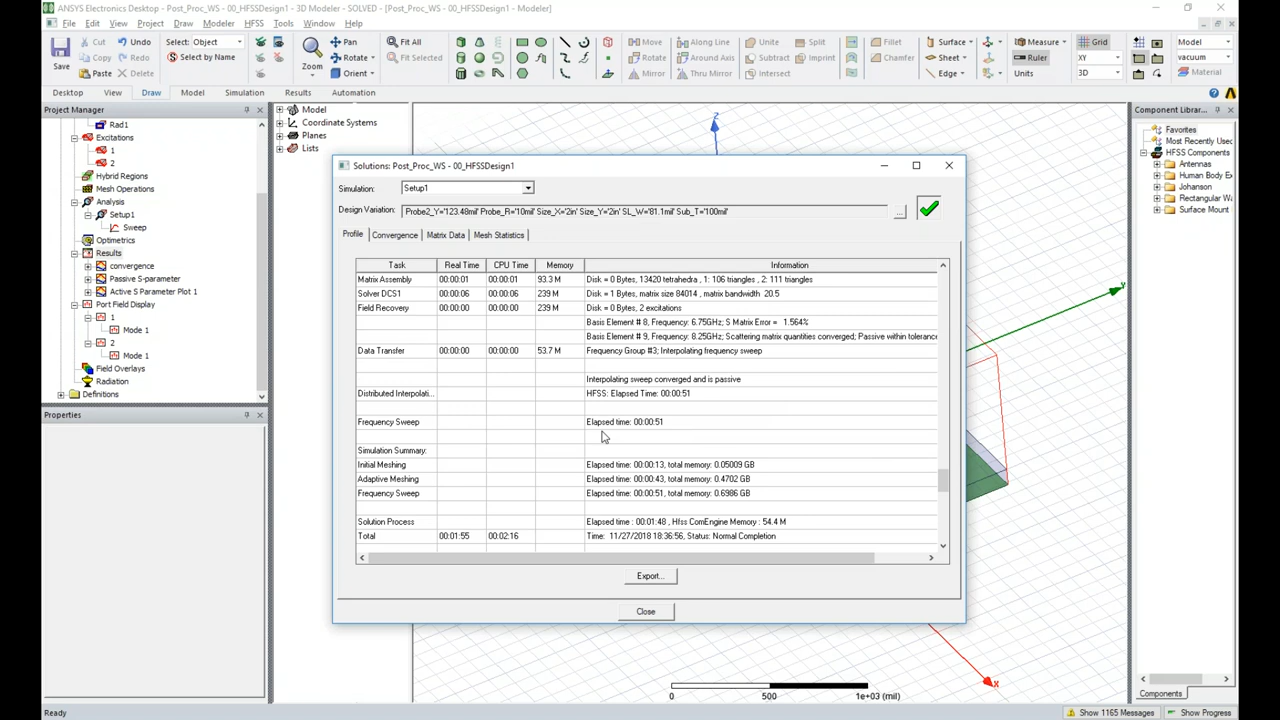 ANSYS Electronics Desktop - 00_HFSSDesign1 - 3D Modeler - SOLVED - [Post_Proc_WS - 00_HFSSDesign1 - Modeler]
File Edit View Project Draw Modeler HFSS Tools Window Help
Save
Cut
Copy
Paste
Undo
Redo
Delete
Select: Object
Select by Name
Zoom
Pan
Rotate
Orient
Fit All
Fit Selected
Move
Rotate
Mirror
Along Line
Around Axis
Thru Mirror
Unite
Subtract
Intersect
Split
Imprint
Fillet
Chamfer
Surface
Sheet
Edge
Measure
Ruler
Units
Grid
XY
3D
Model
vacuum
Material
Desktop View Draw Model Simulation Results Automation
Project Manager
Rad1
Excitations
1
2
Hybrid Regions
Mesh Operations
Analysis
Setup1
Sweep
Optimetrics
Results
convergence
Passive S-parameter
Active S Parameter Plot 1
Port Field Display
1
Mode 1
2
Mode 1
Field Overlays
Radiation
Definitions
Properties
Model
Coordinate Systems
Planes
Lists
Solutions: Post_Proc_WS - 00_HFSSDesign1
Simulation: Setup1
Design Variation: Probe2_Y='123.48mil' Probe_R='10mil' Size_X='2in' Size_Y='2in' SL_W='81.1mil' Sub_T='100mil' ...
Profile Convergence Matrix Data Mesh Statistics
Task Real Time CPU Time Memory Information
Matrix Assembly 00:00:01 00:00:01 93.3 M Disk = 0 Bytes, 13420 tetrahedra , 1: 106 triangles , 2: 111 triangles
Solver DCS1 00:00:06 00:00:06 239 M Disk = 1 Bytes, matrix size 84014 , matrix bandwidth 20.5
Field Recovery 00:00:00 00:00:00 239 M Disk = 0 Bytes, 2 excitations
Basis Element # 8, Frequency: 6.75GHz; S Matrix Error = 1.564%
Basis Element # 9, Frequency: 8.25GHz; Scattering matrix quantities converged; Passive within tolerance
Data Transfer 00:00:00 00:00:00 53.7 M Frequency Group #3; Interpolating frequency sweep
Interpolating sweep converged and is passive
Distributed Interpolati... HFSS: Elapsed Time: 00:00:51
Frequency Sweep Elapsed time: 00:00:51
Simulation Summary:
Initial Meshing Elapsed time: 00:00:13, total memory: 0.05009 GB
Adaptive Meshing Elapsed time: 00:00:43, total memory: 0.4702 GB
Frequency Sweep Elapsed time: 00:00:51, total memory: 0.6986 GB
Solution Process Elapsed time : 00:01:48 , Hfss ComEngine Memory : 54.4 M
Total 00:01:55 00:02:16 Time: 11/27/2018 18:36:56, Status: Normal Completion
Export...
Close
Z
Y
X
0 500 1e+03 (mil)
Component Librar...
Favorites
Most Recently Used
HFSS Components
Antennas
Human Body Ex
Johanson
Rectangular Wa
Surface Mount
Components
Ready
Show 1165 Messages
Show Progress